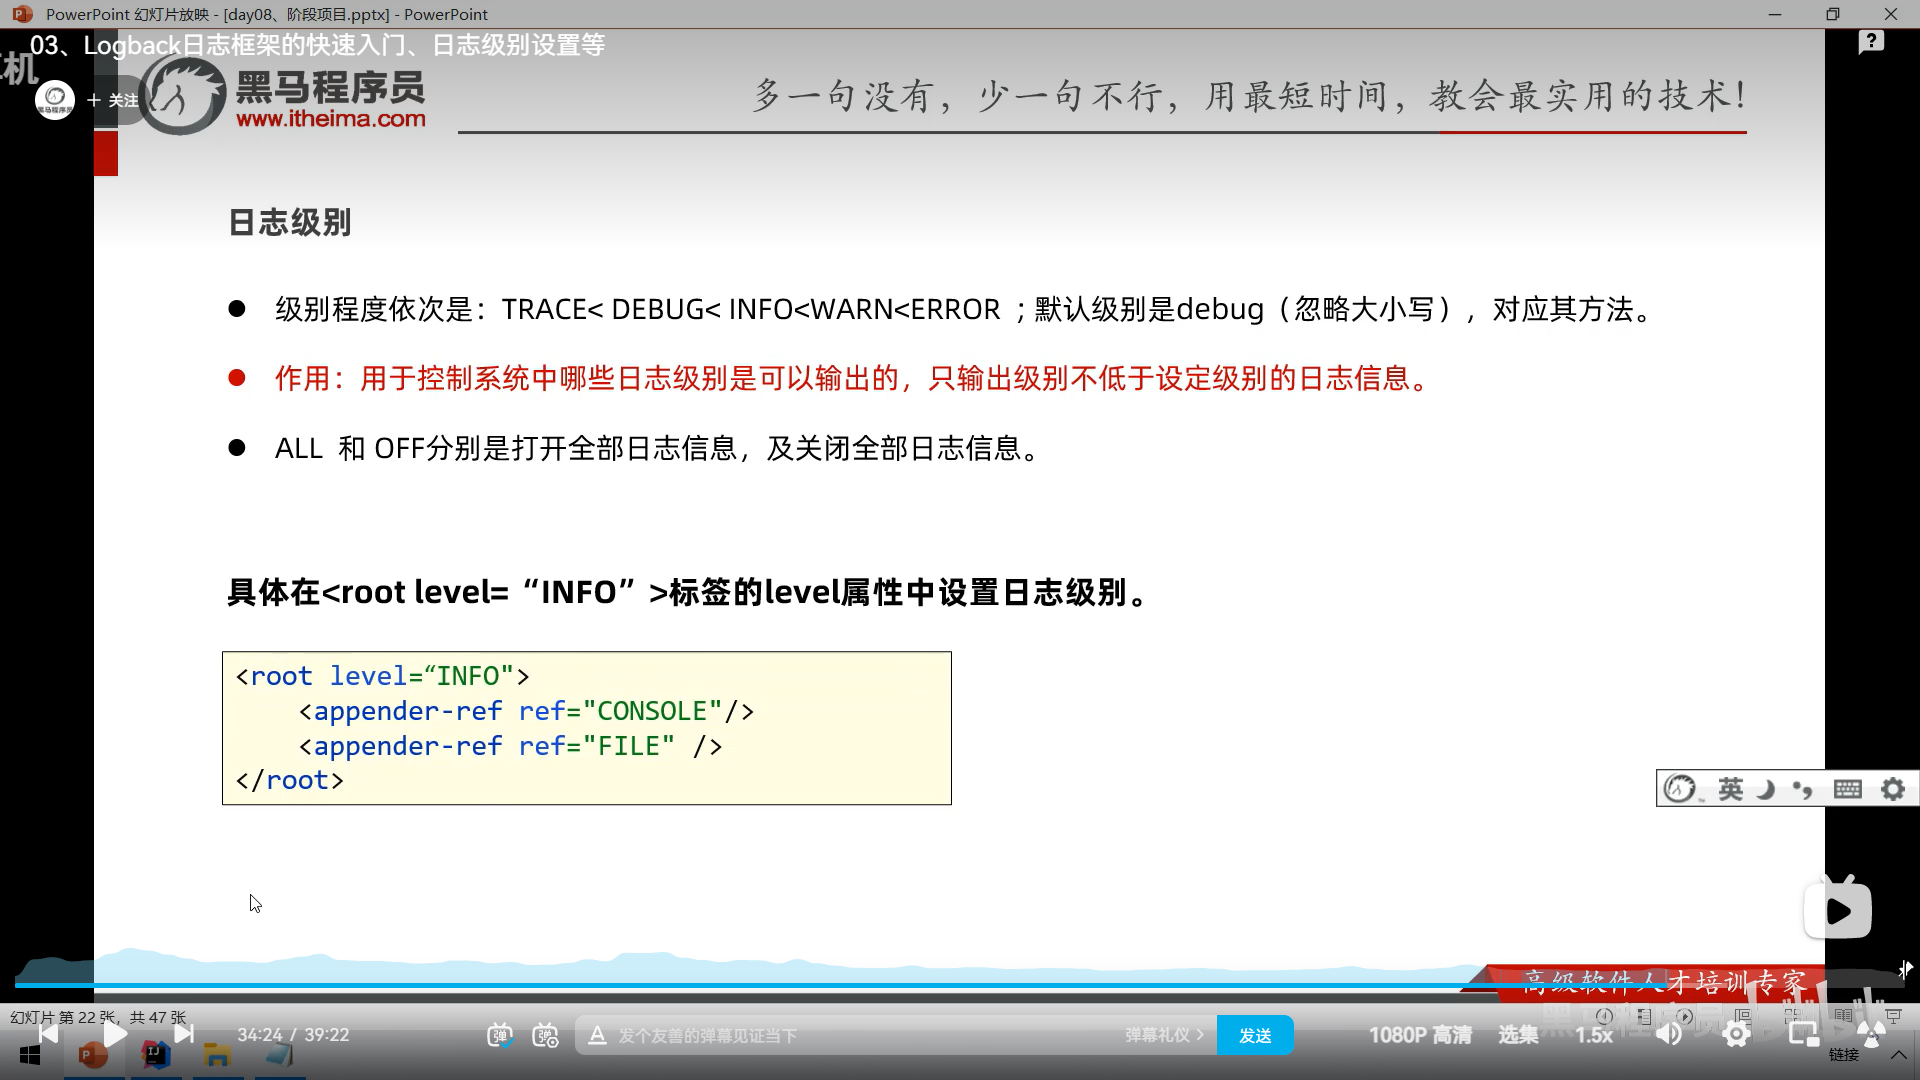 PowerPoint 幻灯片放映 - [day08、阶段项目.pptx] - PowerPoint
03、Logback日志框架的快速入门、日志级别设置等
机
+ 关注
黑马程序员
www.itheima.com
多一句没有，少一句不行，用最短时间，教会最实用的技术！
日志级别
级别程度依次是：TRACE< DEBUG< INFO<WARN<ERROR ；默认级别是debug（忽略大小写），对应其方法。
作用：用于控制系统中哪些日志级别是可以输出的，只输出级别不低于设定级别的日志信息。
ALL 和 OFF分别是打开全部日志信息，及关闭全部日志信息。
具体在<root level=“INFO”>标签的level属性中设置日志级别。
<root level=“INFO">
<appender-ref ref="CONSOLE"/>
<appender-ref ref="FILE" />
</root>
英
高级软件人才培训专家
幻灯片 第 22 张，共 47 张
34:24 / 39:22
弹
弹
发个友善的弹幕见证当下
弹幕礼仪 >
发送
1080P 高清
选集
1.5x
链接